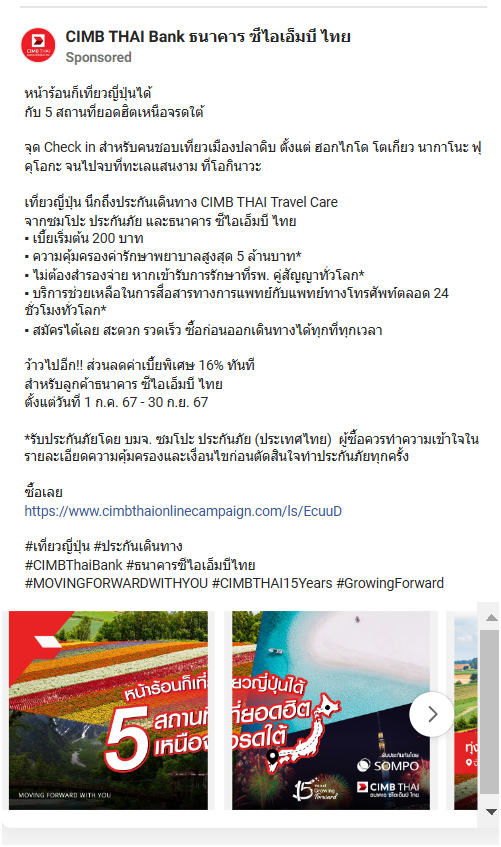 CIMB THAI Bank ธนาคาร ซีไอเอ็มบี ไทย
Sponsored
หน้าร้อนก็เที่ยวญี่ปุ่นได้
กับ 5 สถานที่ยอดฮิตเหนือจรดใต้
จุด Check in สำหรับคนชอบเที่ยวเมืองปลาดิบ ตั้งแต่ ฮอกไกโด โตเกียว นากาโนะ ฟุ
คุโอกะ จนไปจบที่ทะเลแสนงาม ที่โอกินาวะ
เที่ยวญี่ปุ่น นึกถึงประกันเดินทาง CIMB THAI Travel Care
จากซมโปะ ประกันภัย และธนาคาร ซีไอเอ็มบี ไทย
▪ เบี้ยเริ่มต้น 200 บาท
▪ ความคุ้มครองค่ารักษาพยาบาลสูงสุด 5 ล้านบาท*
▪ ไม่ต้องสำรองจ่าย หากเข้ารับการรักษาที่รพ. คู่สัญญาทั่วโลก*
▪ บริการช่วยเหลือในการสื่อสารทางการแพทย์กับแพทย์ทางโทรศัพท์ตลอด 24
ชั่วโมงทั่วโลก*
▪ สมัครได้เลย สะดวก รวดเร็ว ซื้อก่อนออกเดินทางได้ทุกที่ทุกเวลา
ว้าวไปอีก!! ส่วนลดค่าเบี้ยพิเศษ 16% ทันที
สำหรับลูกค้าธนาคาร ซีไอเอ็มบี ไทย
ตั้งแต่วันที่ 1 ก.ค. 67 - 30 ก.ย. 67
*รับประกันภัยโดย บมจ. ซมโปะ ประกันภัย (ประเทศไทย) ผู้ซื้อควรทำความเข้าใจใน
รายละเอียดความคุ้มครองและเงื่อนไขก่อนตัดสินใจทำประกันภัยทุกครั้ง
ซื้อเลย
https://www.cimbthaionlinecampaign.com/ls/EcuuD
#เที่ยวญี่ปุ่น #ประกันเดินทาง
#CIMBThaiBank #ธนาคารซีไอเอ็มบีไทย
#MOVINGFORWARDWITHYOU #CIMBTHAI15Years #GrowingForward
หน้าร้อนก็เที่ยวญี่ปุ่นได้
5 สถานที่ยอดฮิต
เหนือจรดใต้
MOVING FORWARD WITH YOU
รับประกันภัยโดย
SOMPO
15 Growing Forward
CIMB THAI
ธนาคาร ซีไอเอ็มบี ไทย
ทุ่ง